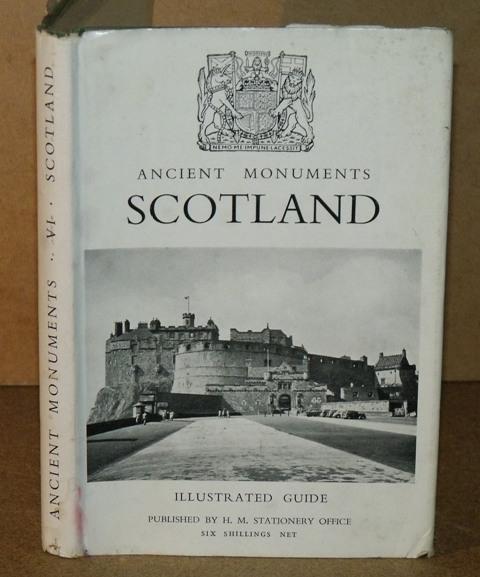 ANCIENT MONUMENTS · VI · SCOTLAND
NEMO ME IMPUNE LACESSIT
ANCIENT MONUMENTS
SCOTLAND
ILLUSTRATED GUIDE
PUBLISHED BY H. M. STATIONERY OFFICE
SIX SHILLINGS NET